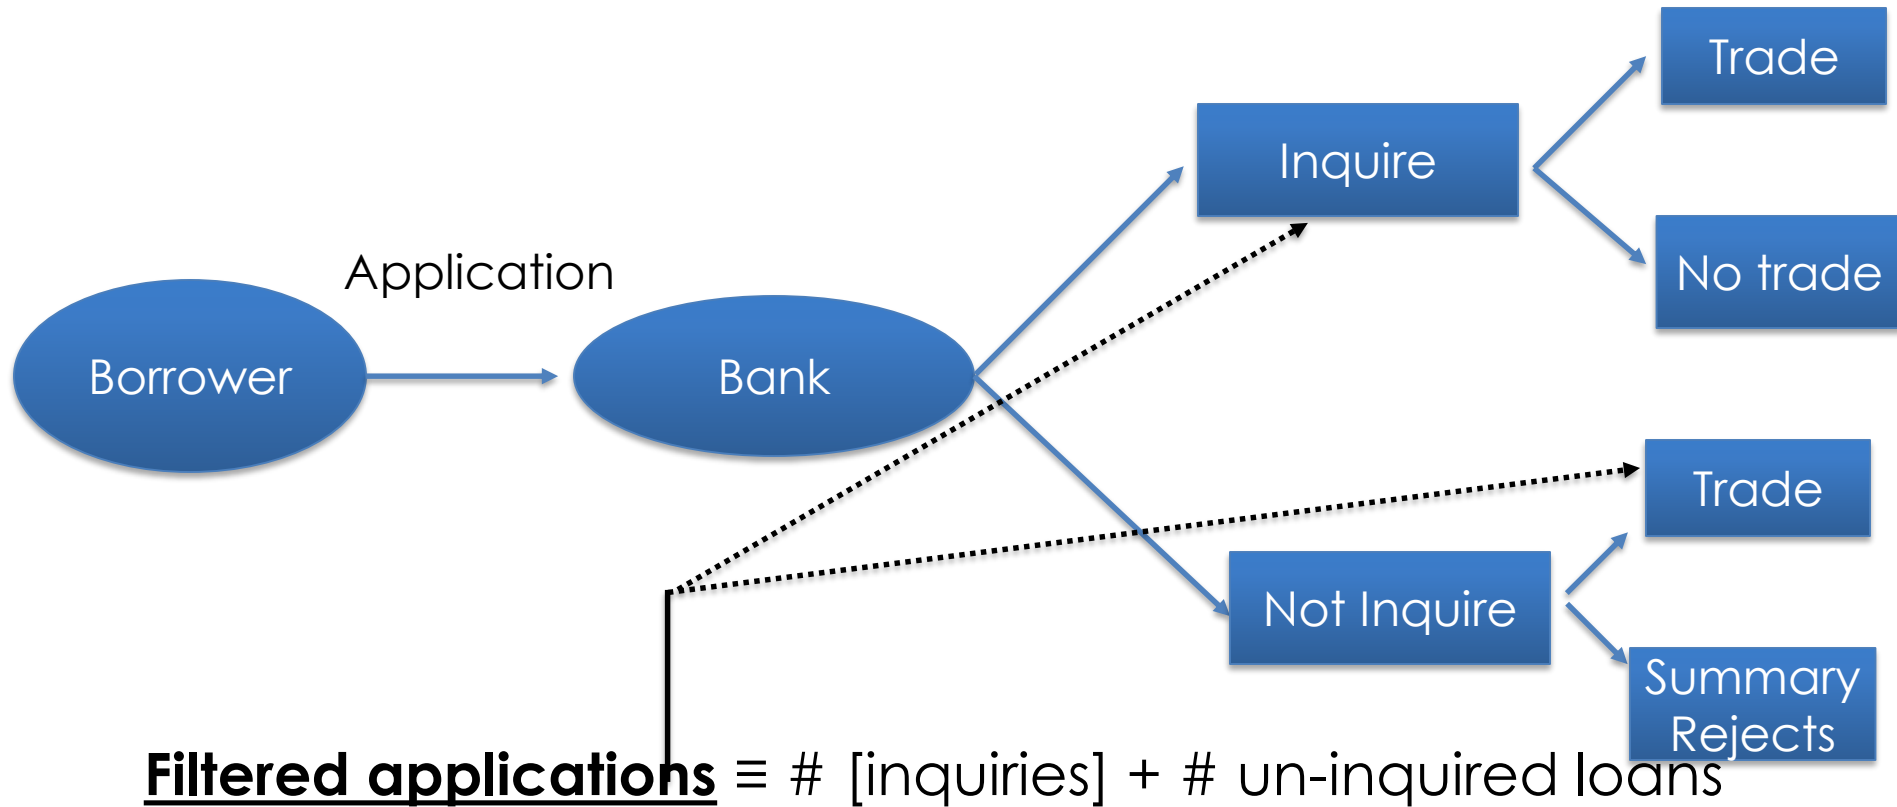 Trade
Inquire
Application
No trade
Borrower
Bank
Trade
Not Inquire
Summary
Rejects
Filtered applications ≡ # [inquiries] + # un-inquired loans